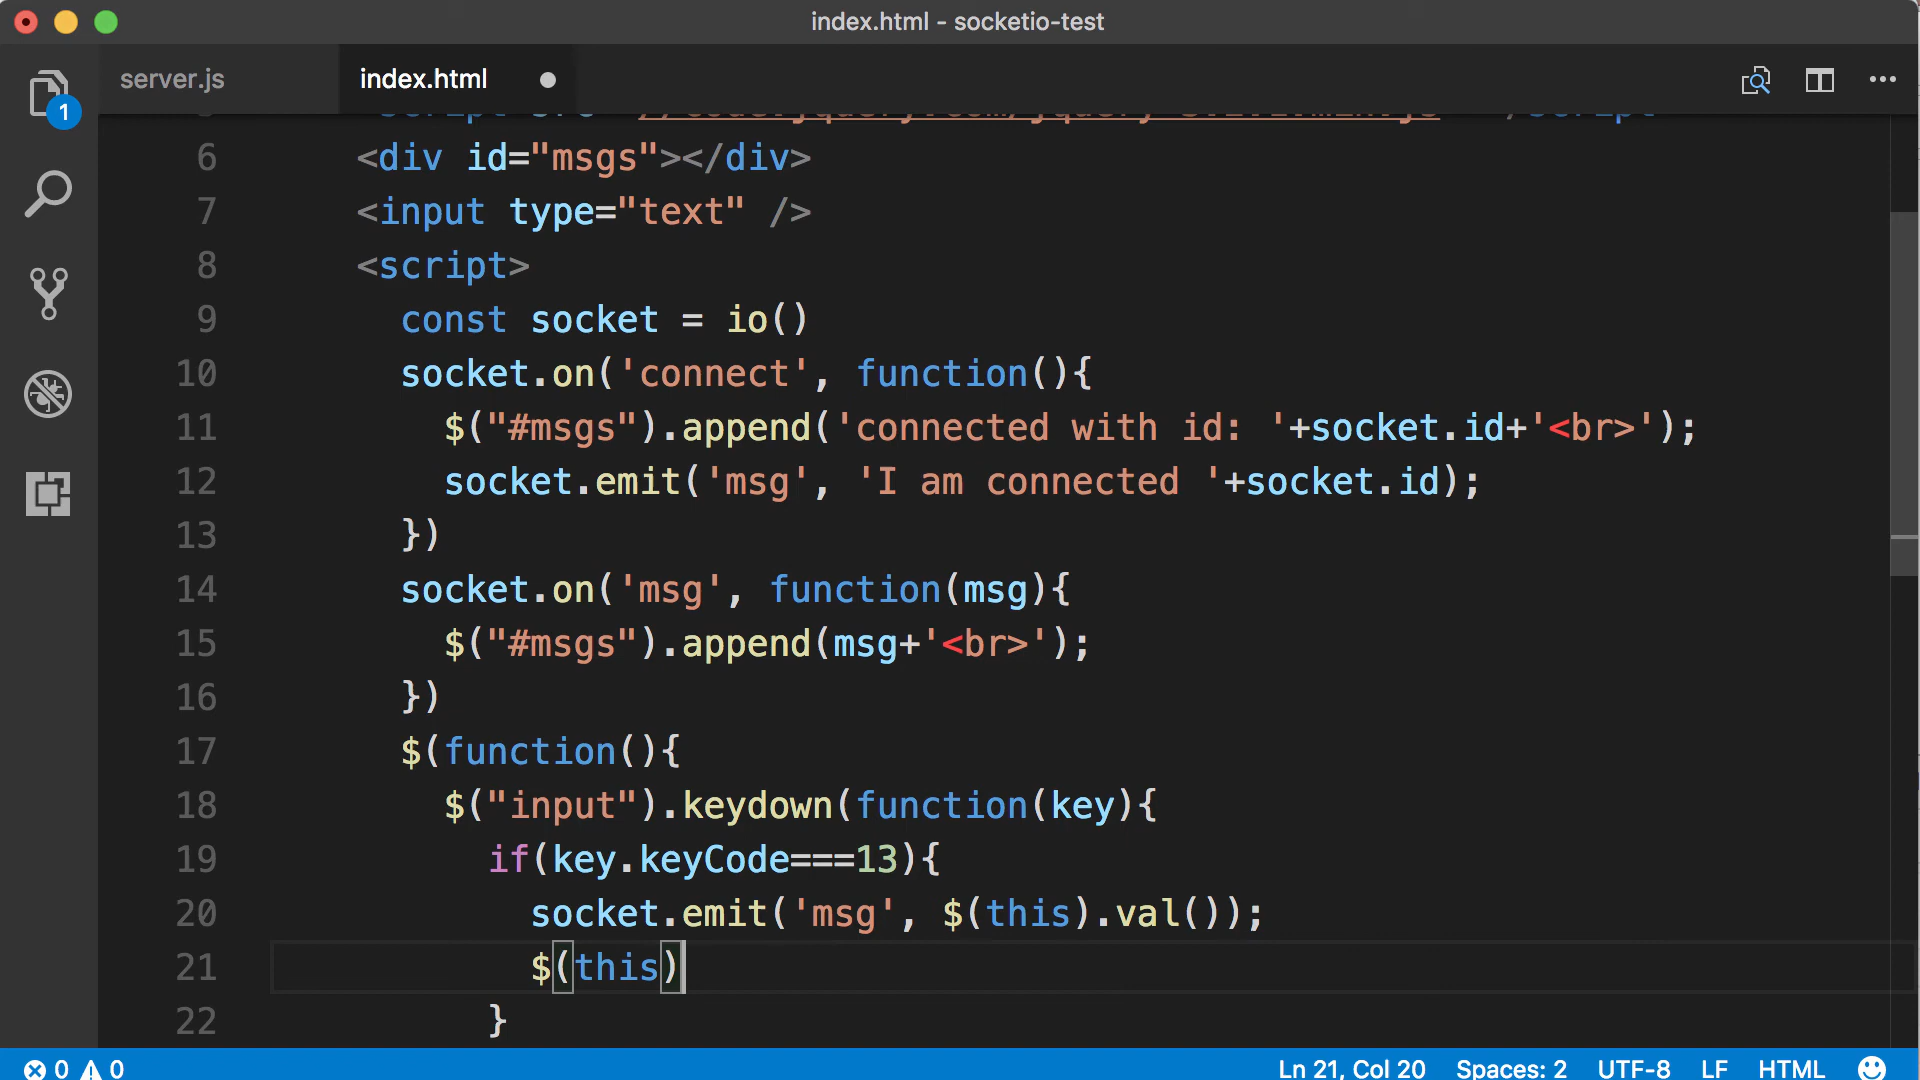 index.html - socketio-test
server.js
index.html
1
6 <div id="msgs"></div>
7 <input type="text" />
8 <script>
9 const socket = io()
10 socket.on('connect', function(){
11 $("#msgs").append('connected with id: '+socket.id+'<br>');
12 socket.emit('msg', 'I am connected '+socket.id);
13 })
14 socket.on('msg', function(msg){
15 $("#msgs").append(msg+'<br>');
16 })
17 $(function(){
18 $("input").keydown(function(key){
19 if(key.keyCode===13){
20 socket.emit('msg', $(this).val());
21 $(this)
22 }
0 0 Ln 21, Col 20 Spaces: 2 UTF-8 LF HTML